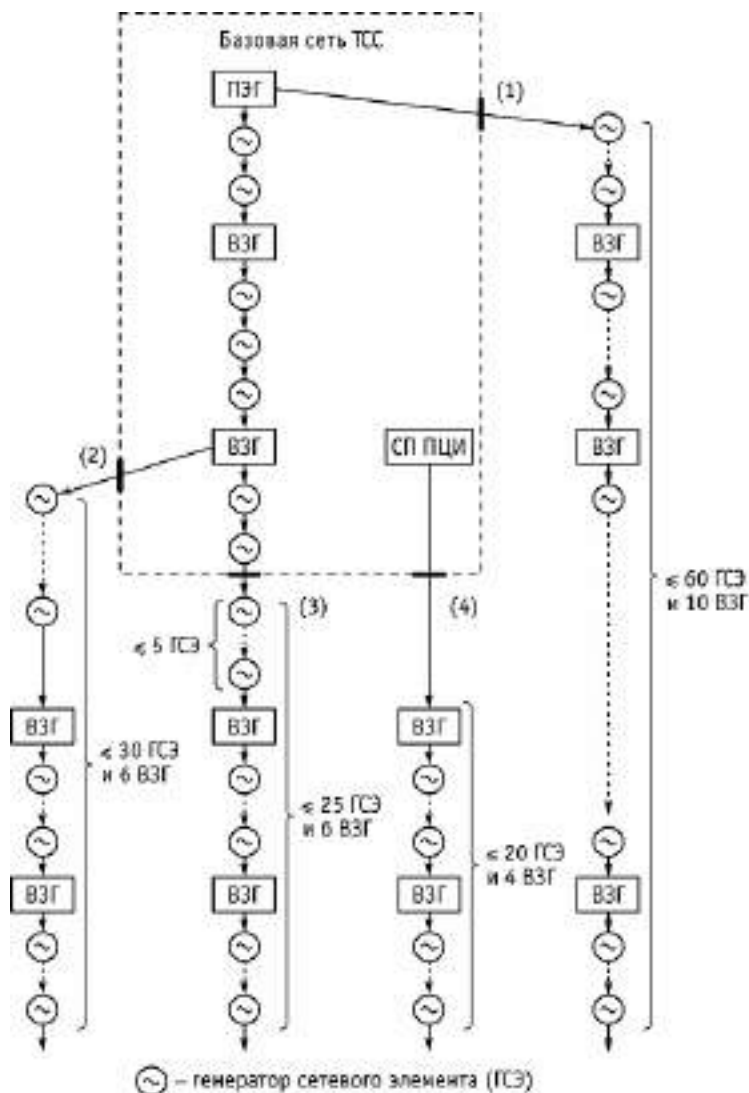 Базовая сеть ТСС
ПЭГ
(1)
ВЗГ
ВЗГ
ВЗГ
СП ПЦИ
ВЗГ
(2)
(3)
(4)
⩽ 60 ГСЭ
и 10 ВЗГ
⩽ 5 ГСЭ
ВЗГ
ВЗГ
ВЗГ
⩽ 30 ГСЭ
и 6 ВЗГ
⩽ 25 ГСЭ
и 6 ВЗГ
⩽ 20 ГСЭ
и 4 ВЗГ
ВЗГ
ВЗГ
ВЗГ
ВЗГ
– генератор сетевого элемента (ГСЭ)